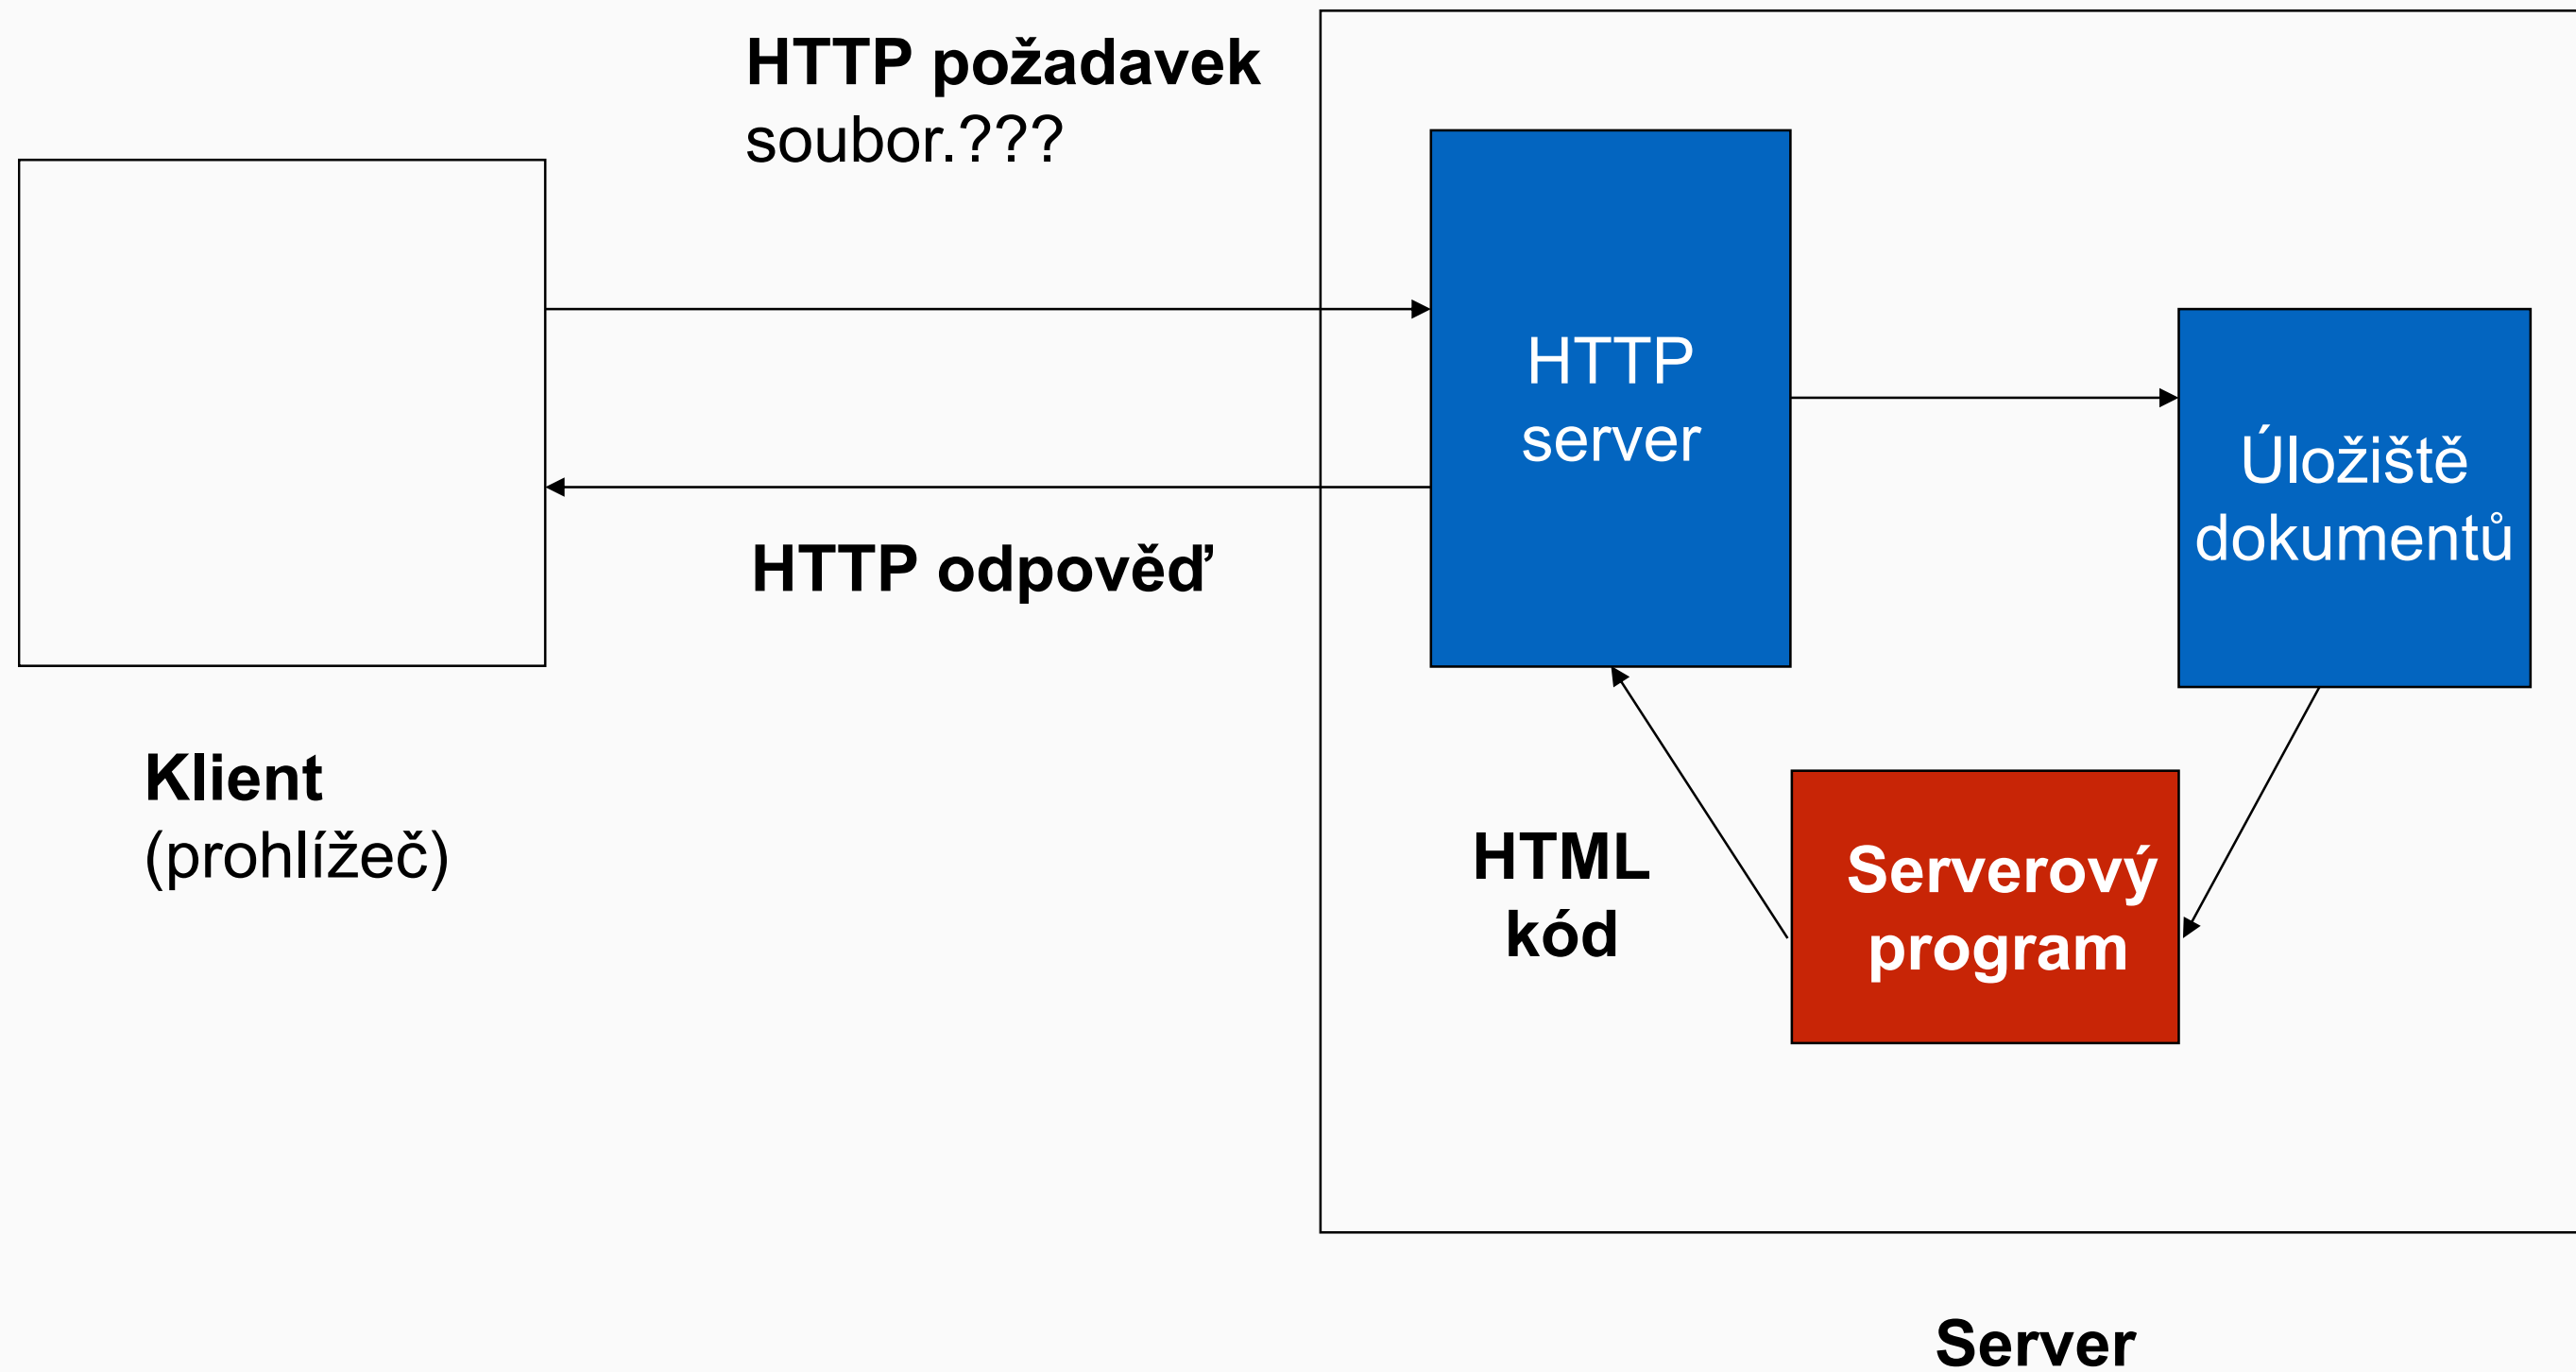 HTTP požadavek
soubor.???
HTTP
server
Úložiště
dokumentů
HTTP odpověď
Klient
(prohlížeč)
HTML
kód
Serverový
program
Server